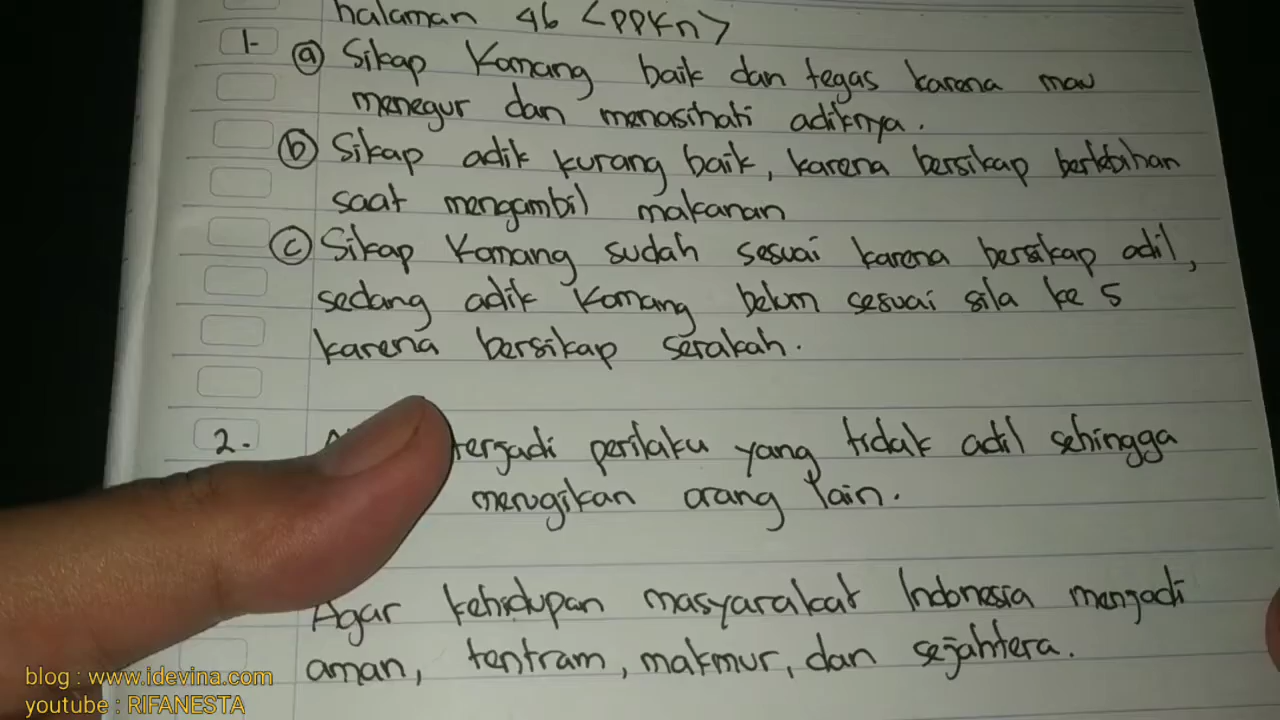 halaman 46 <PPKn>
1. a Sikap Komang baik dan tegas karena mau
menegur dan menasihati adiknya.
b Sikap adik kurang baik, karena bersikap berlebihan
saat mengambil makanan
c Sikap Komang sudah sesuai karena bersikap adil,
sedang adik Komang belum sesuai sila ke 5
karena bersikap serakah.
2. terjadi perilaku yang tidak adil sehingga
merugikan orang lain.
Agar kehidupan masyarakat Indonesia menjadi
aman, tentram, makmur, dan sejahtera.
blog : www.idevina.com
youtube : RIFANESTA